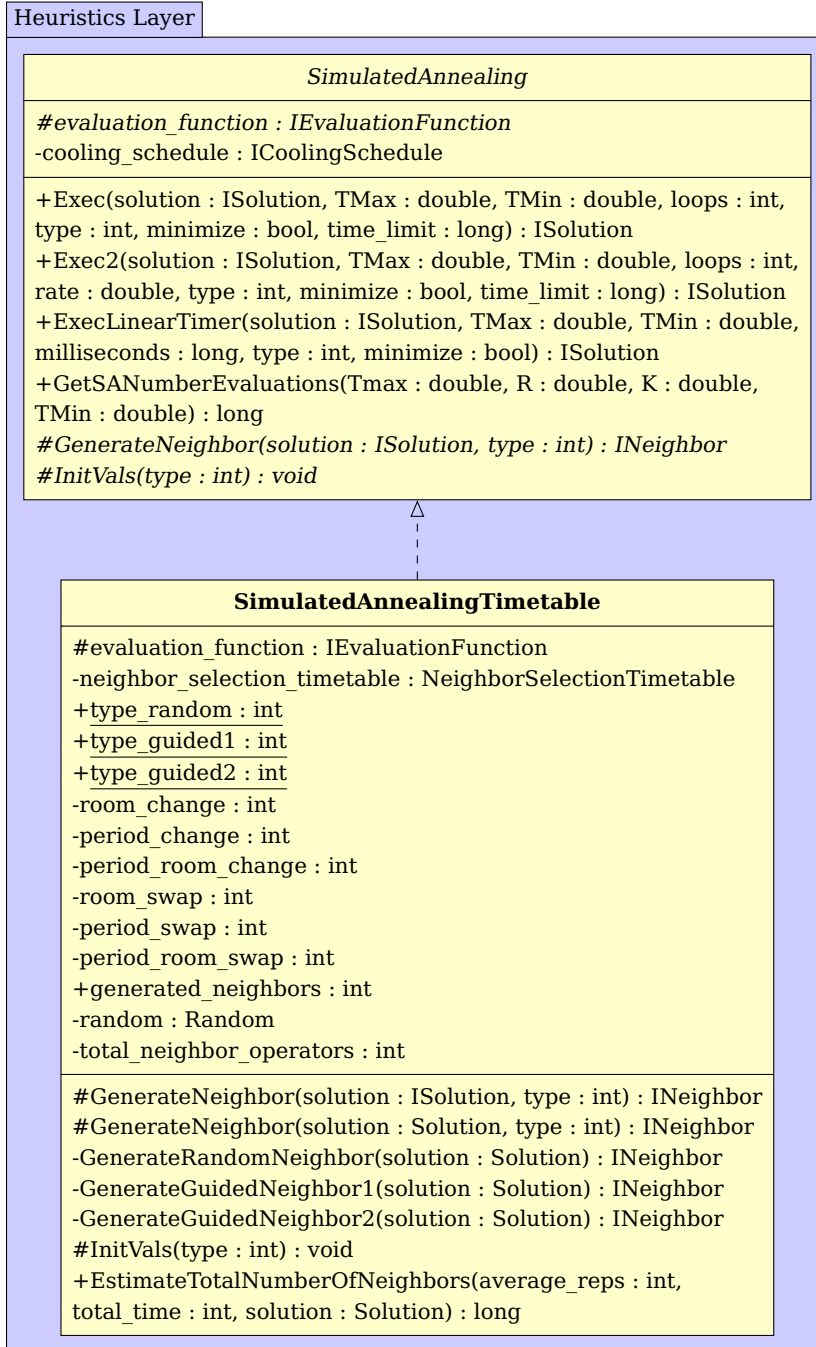 Heuristics Layer
SimulatedAnnealing
#evaluation_function : IEvaluationFunction
-cooling_schedule : ICoolingSchedule
+Exec(solution : ISolution, TMax : double, TMin : double, loops : int,
type : int, minimize : bool, time_limit : long) : ISolution
+Exec2(solution : ISolution, TMax : double, TMin : double, loops : int,
rate : double, type : int, minimize : bool, time_limit : long) : ISolution
+ExecLinearTimer(solution : ISolution, TMax : double, TMin : double,
milliseconds : long, type : int, minimize : bool) : ISolution
+GetSANumberEvaluations(Tmax : double, R : double, K : double,
TMin : double) : long
#GenerateNeighbor(solution : ISolution, type : int) : INeighbor
#InitVals(type : int) : void
SimulatedAnnealingTimetable
#evaluation_function : IEvaluationFunction
-neighbor_selection_timetable : NeighborSelectionTimetable
+type_random : int
+type_guided1 : int
+type_guided2 : int
-room_change : int
-period_change : int
-period_room_change : int
-room_swap : int
-period_swap : int
-period_room_swap : int
+generated_neighbors : int
-random : Random
-total_neighbor_operators : int
#GenerateNeighbor(solution : ISolution, type : int) : INeighbor
#GenerateNeighbor(solution : Solution, type : int) : INeighbor
-GenerateRandomNeighbor(solution : Solution) : INeighbor
-GenerateGuidedNeighbor1(solution : Solution) : INeighbor
-GenerateGuidedNeighbor2(solution : Solution) : INeighbor
#InitVals(type : int) : void
+EstimateTotalNumberOfNeighbors(average_reps : int,
total_time : int, solution : Solution) : long